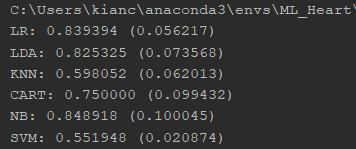 C:\Users\kianc\anaconda3\envs\ML_Heart\
LR: 0.839394 (0.056217)
LDA: 0.825325 (0.073568)
KNN: 0.598052 (0.062013)
CART: 0.750000 (0.099432)
NB: 0.848918 (0.100045)
SVM: 0.551948 (0.020874)